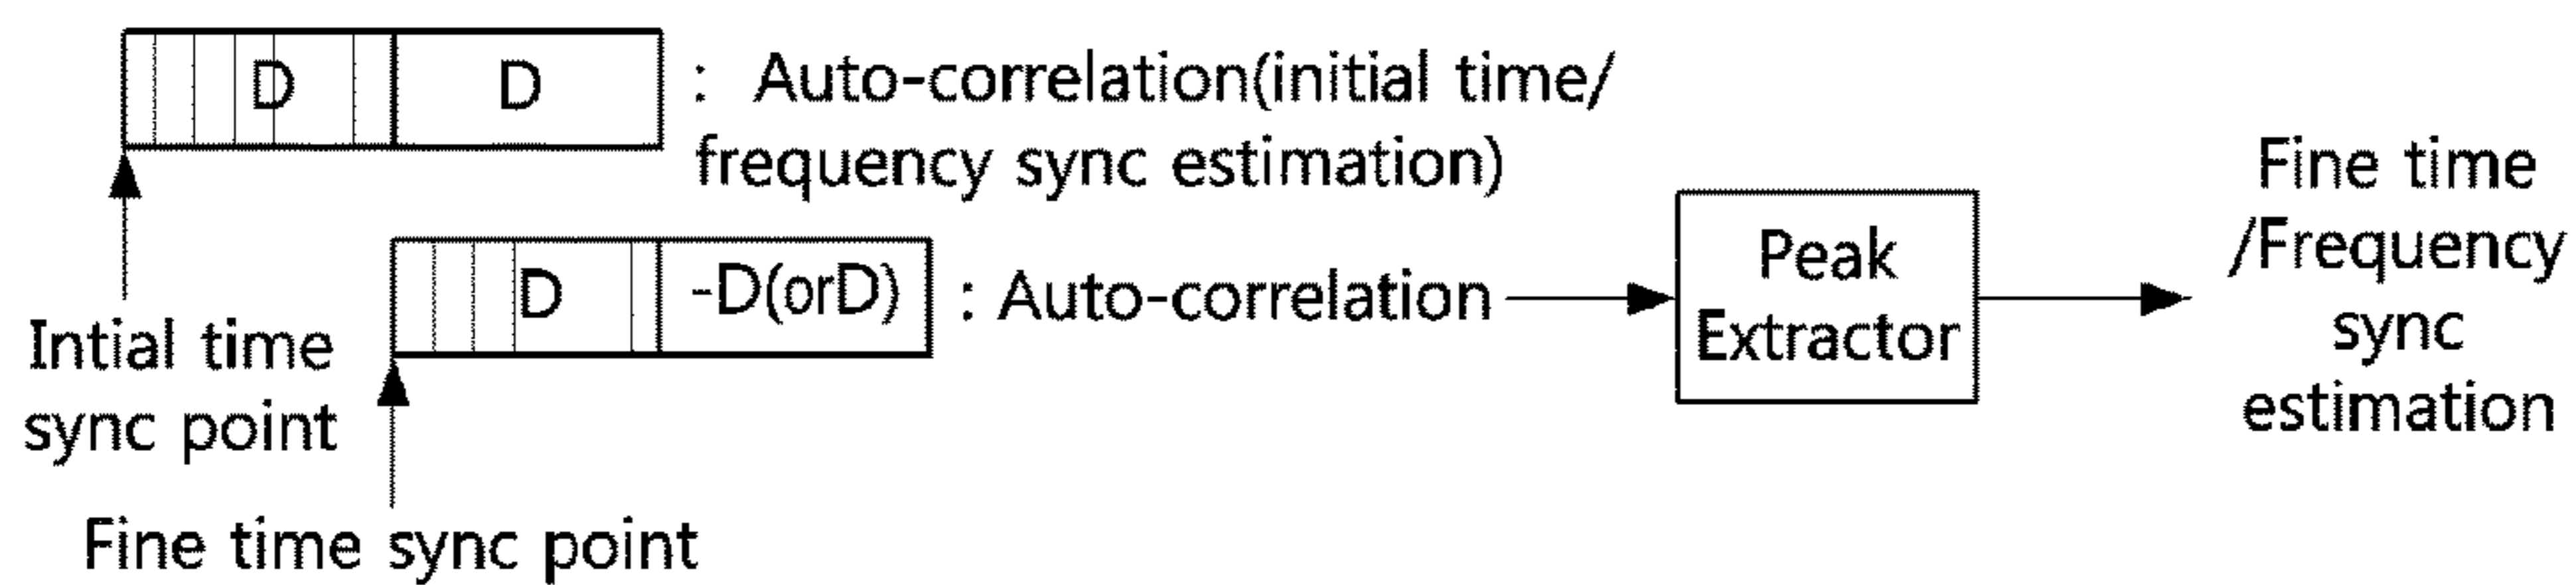 D
D
: Auto-correlation(initial time/
frequency sync estimation)
Intial time
sync point
D
-D(orD)
: Auto-correlation
Fine time sync point
Peak
Extractor
Fine time
/Frequency
sync
estimation